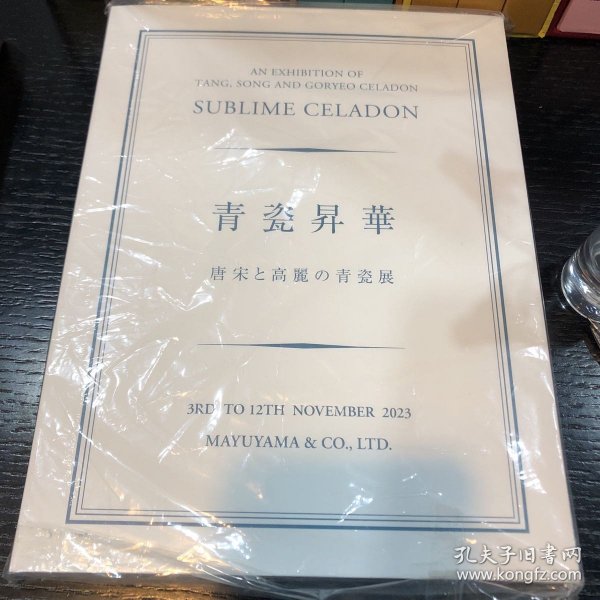 AN EXHIBITION OF
TANG, SONG AND GORYEO CELADON
SUBLIME CELADON
青瓷昇華
唐宋と高麗の青瓷展
3RD TO 12TH NOVEMBER 2023
MAYUYAMA & CO., LTD.
孔夫子旧书网
www.kongfz.com